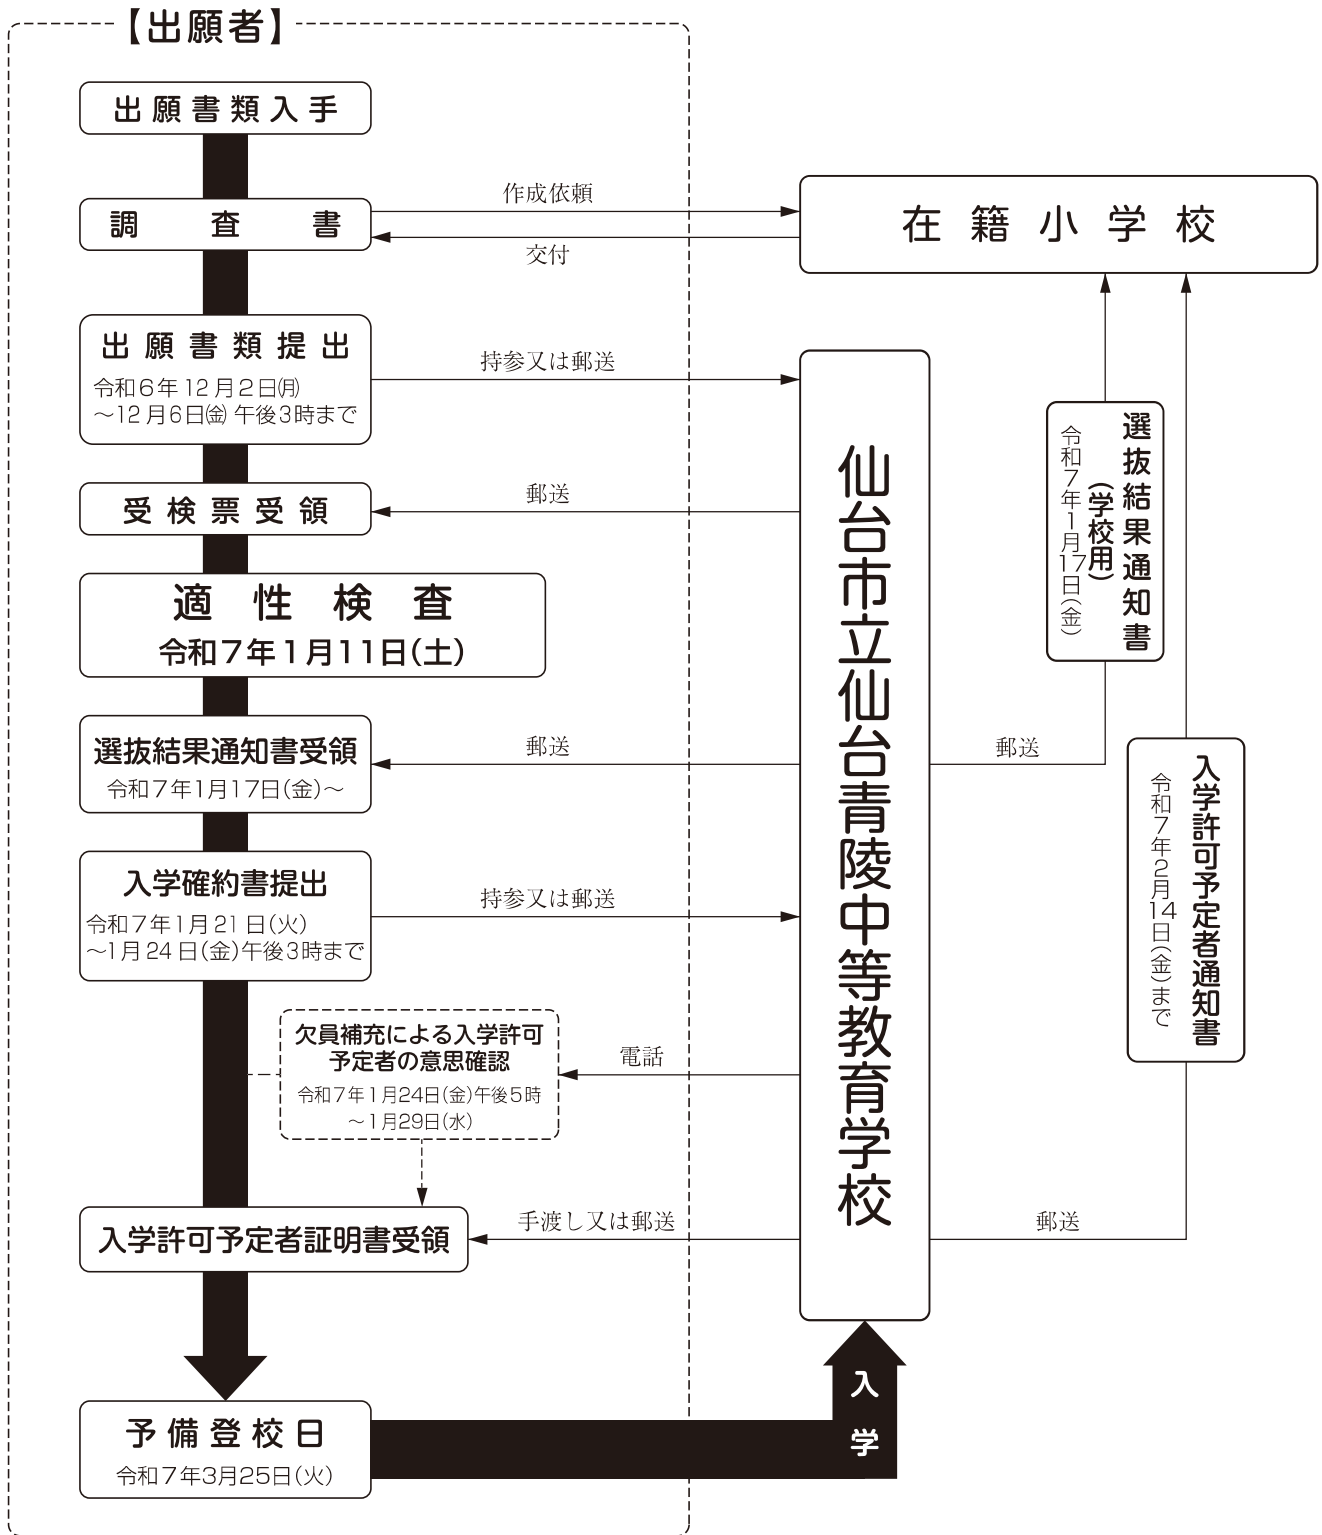 【出願者】
出願書類入手
調査書
作成依頼
交付
在籍小学校
出願書類提出
令和6年12月2日㈪
～12月6日㈮午後3時まで
持参又は郵送
受検票受領
郵送
適性検査
令和7年1月11日(土)
選抜結果通知書受領
令和7年1月17日(金)～
郵送
入学確約書提出
令和7年1月21日(火)
～1月24日(金)午後3時まで
持参又は郵送
欠員補充による入学許可
予定者の意思確認
令和7年1月24日(金)午後5時
～1月29日(水)
電話
入学許可予定者証明書受領
手渡し又は郵送
予備登校日
令和7年3月25日(火)
仙台市立仙台青陵中等教育学校
入学
選抜結果通知書
(学校用)
令和7年1月17日(金)
郵送
入学許可予定者通知書
令和7年2月14日(金)まで
郵送